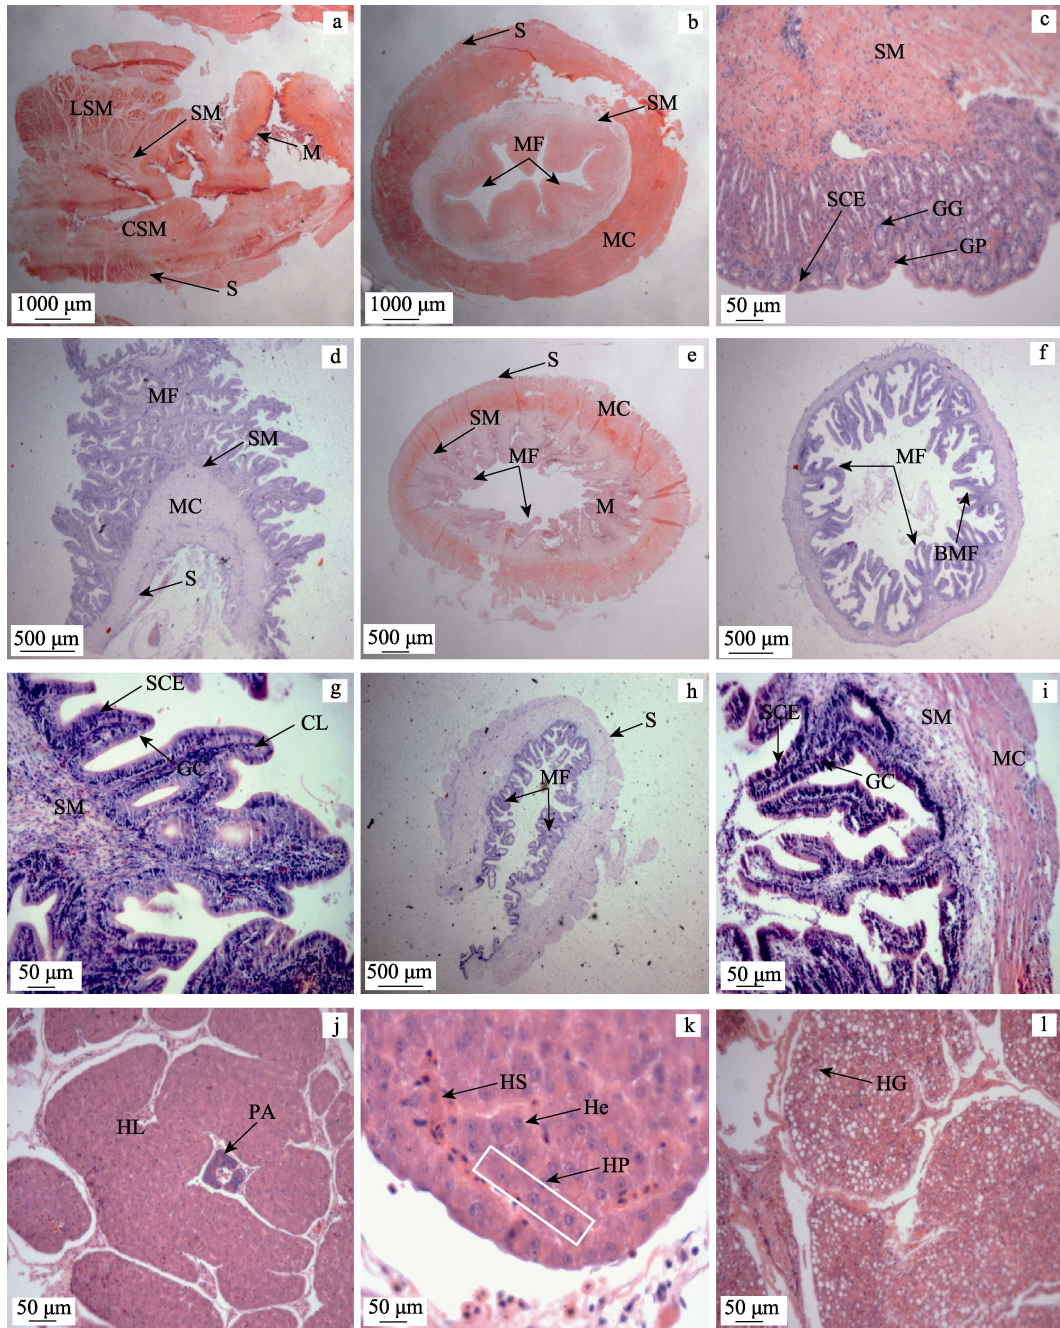 a
LSM
SM
M
CSM
S
1000 μm
b
S
SM
MF
MC
1000 μm
c
SM
SCE
GG
GP
50 μm
d
MF
SM
MC
S
500 μm
e
S
MC
SM
MF
M
500 μm
f
MF
BMF
500 μm
g
SCE
CL
GC
SM
50 μm
h
S
MF
500 μm
i
SCE
SM
MC
GC
50 μm
j
PA
HL
50 μm
k
HS
He
HP
50 μm
l
HG
50 μm